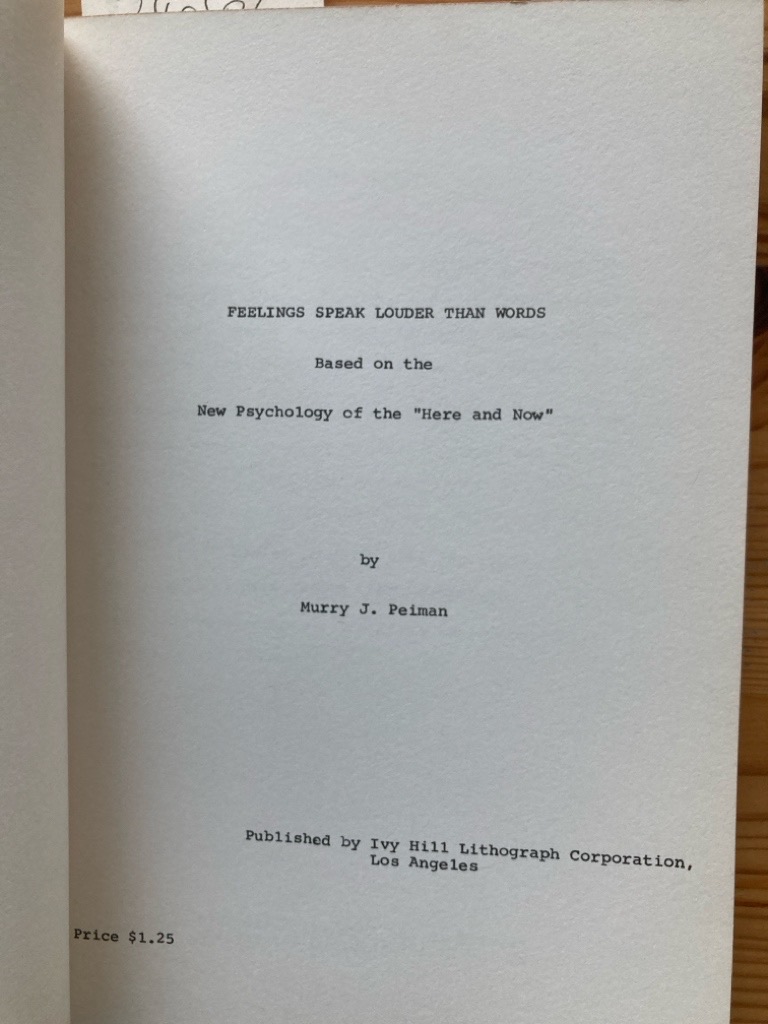 FEELINGS SPEAK LOUDER THAN WORDS
Based on the
New Psychology of the "Here and Now"
by
Murry J. Peiman
Published by Ivy Hill Lithograph Corporation,
Los Angeles
Price $1.25